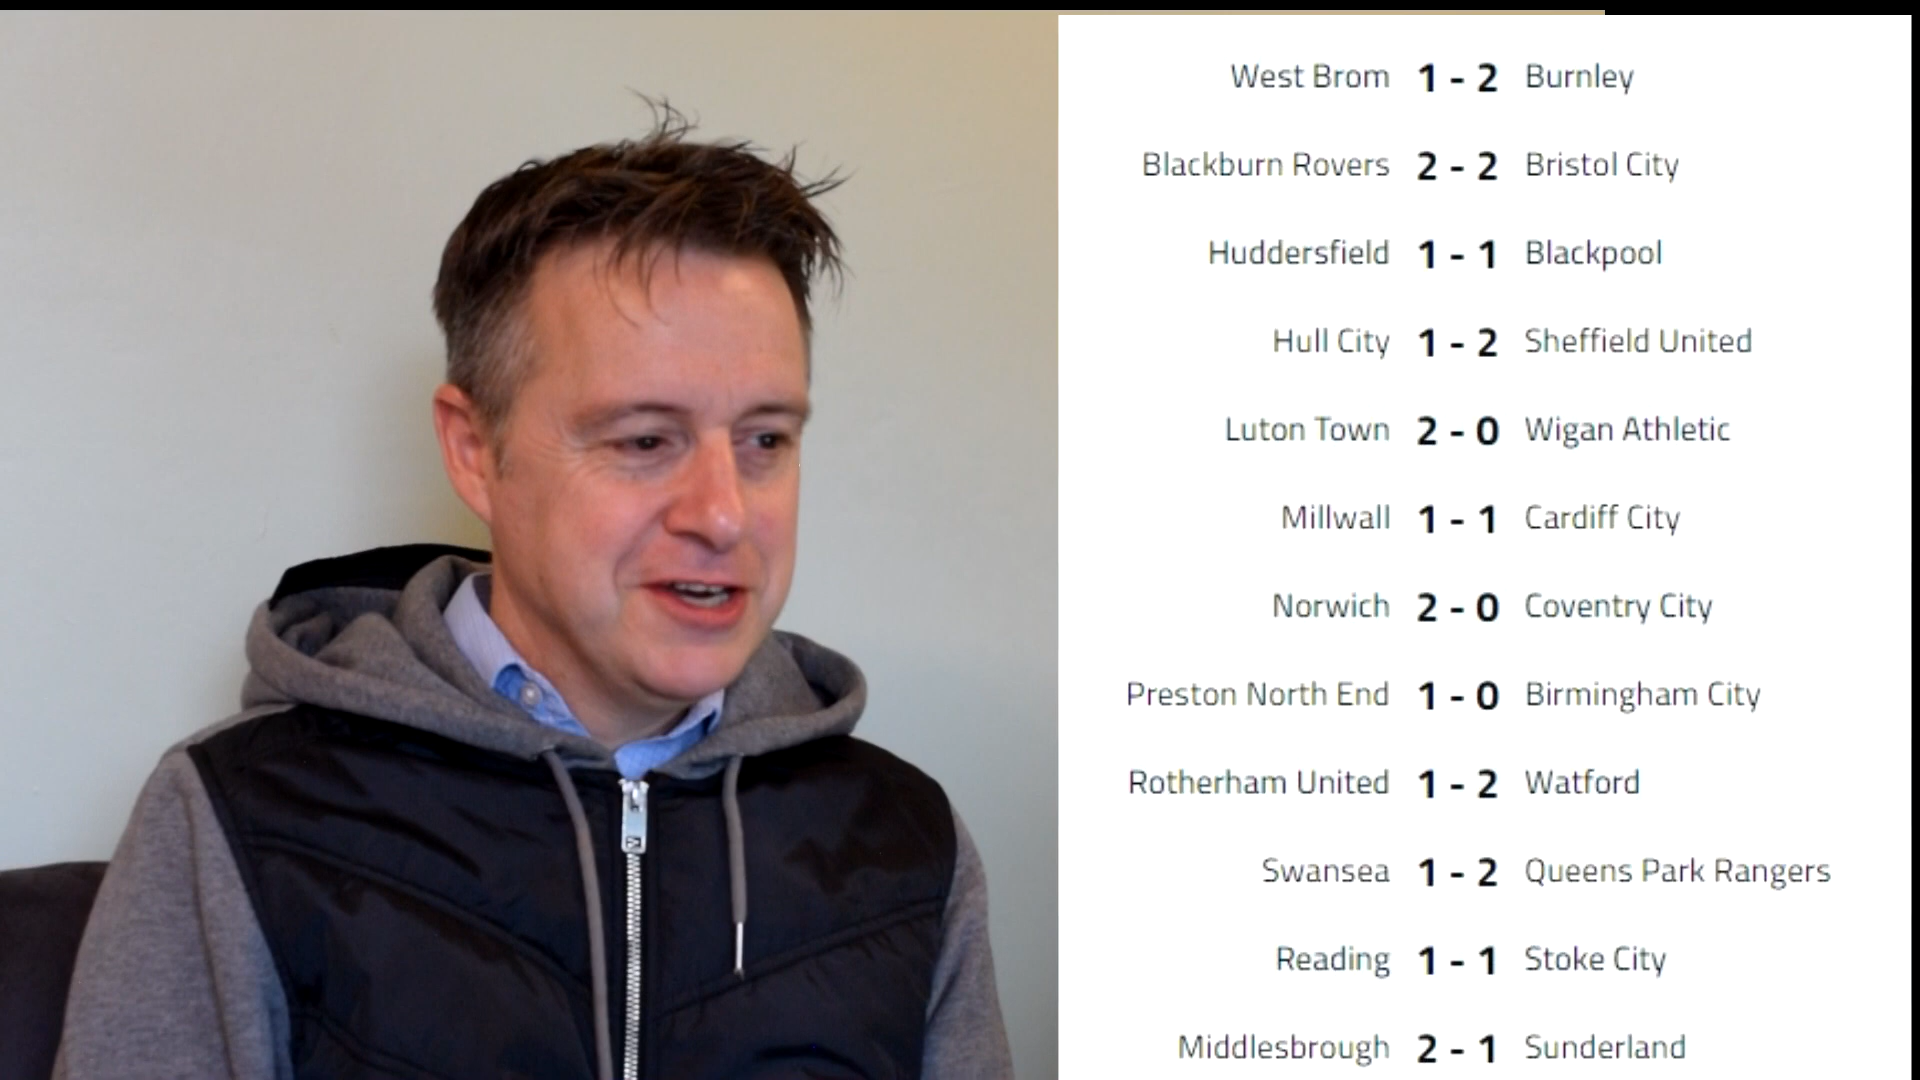 West Brom 1 - 2 Burnley
Blackburn Rovers 2 - 2 Bristol City
Huddersfield 1 - 1 Blackpool
Hull City 1 - 2 Sheffield United
Luton Town 2 - 0 Wigan Athletic
Millwall 1 - 1 Cardiff City
Norwich 2 - 0 Coventry City
Preston North End 1 - 0 Birmingham City
Rotherham United 1 - 2 Watford
Swansea 1 - 2 Queens Park Rangers
Reading 1 - 1 Stoke City
Middlesbrough 2 - 1 Sunderland